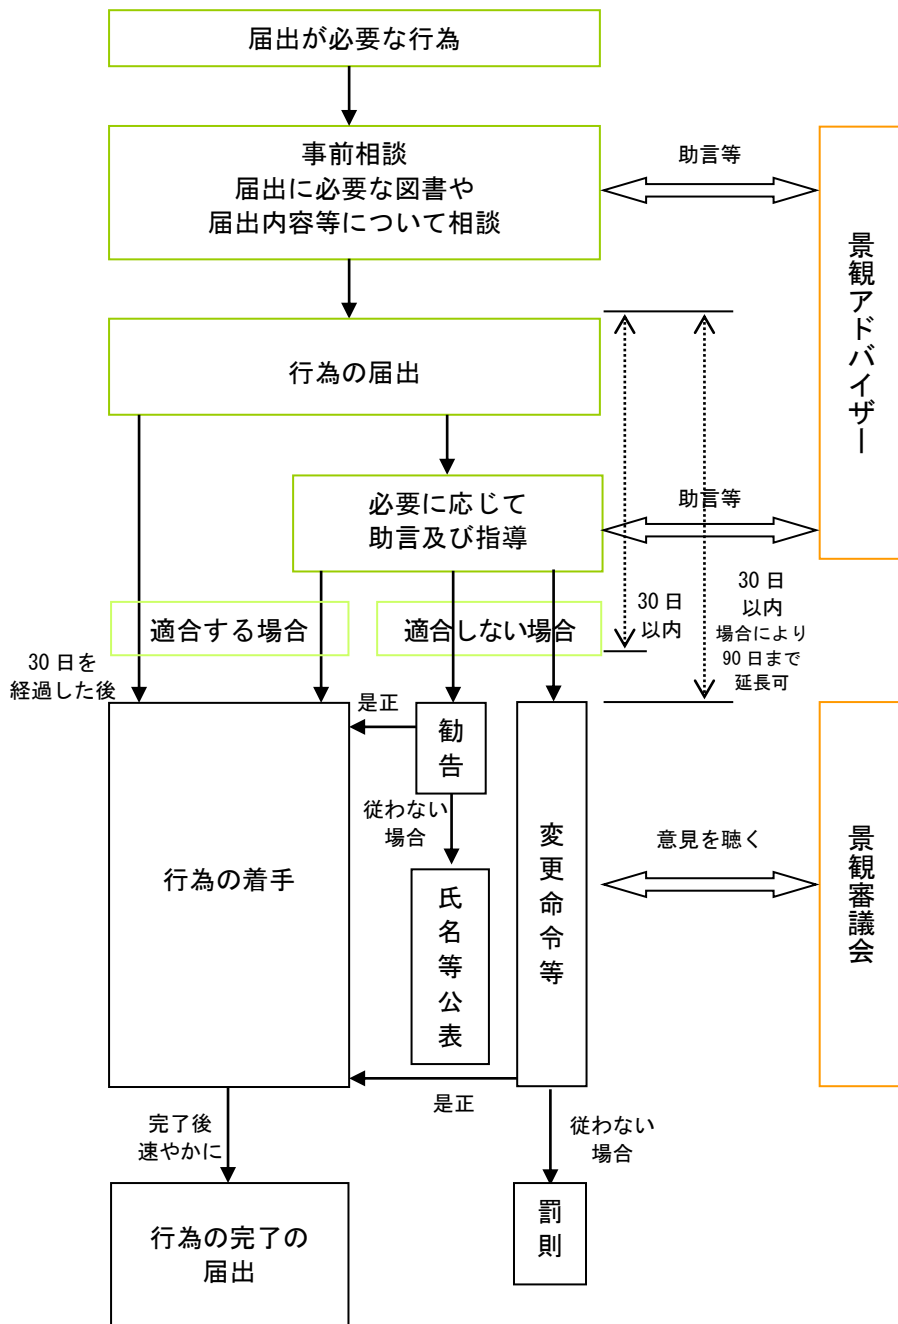 届出が必要な行為
事前相談
届出に必要な図書や
届出内容等について相談
助言等
景観アドバイザー
行為の届出
必要に応じて
助言及び指導
助言等
適合する場合
適合しない場合
30日
以内
30日
以内
場合により
90日まで
延長可
30日を
経過した後
是正
勧告
従わない
場合
氏名等公表
変更命令等
行為の着手
意見を聴く
景観審議会
是正
完了後
速やかに
従わない
場合
行為の完了の
届出
罰則